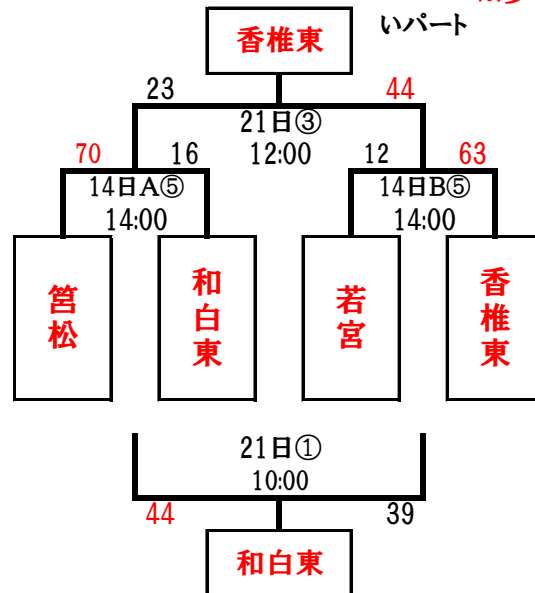 香椎東
いパート
23
44
21日③
12:00
70
16
12
63
14日A⑤
14:00
14日B⑤
14:00
筥松
和白東
若宮
香椎東
21日①
10:00
44
39
和白東